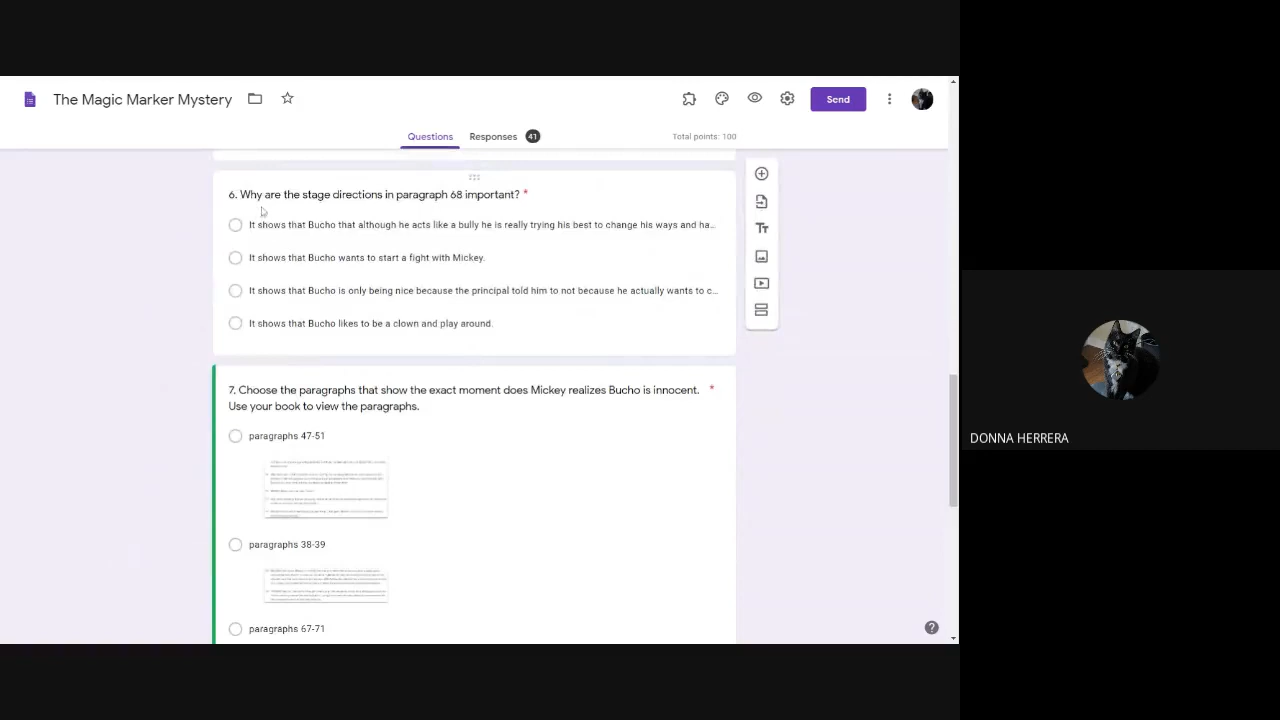 The Magic Marker Mystery
Send
Questions
Responses 41
Total points: 100
6. Why are the stage directions in paragraph 68 important? *
It shows that Bucho that although he acts like a bully he is really trying his best to change his ways and ha...
It shows that Bucho wants to start a fight with Mickey.
It shows that Bucho is only being nice because the principal told him to not because he actually wants to c...
It shows that Bucho likes to be a clown and play around.
7. Choose the paragraphs that show the exact moment does Mickey realizes Bucho is innocent. *
Use your book to view the paragraphs.
paragraphs 47-51
paragraphs 38-39
paragraphs 67-71
DONNA HERRERA